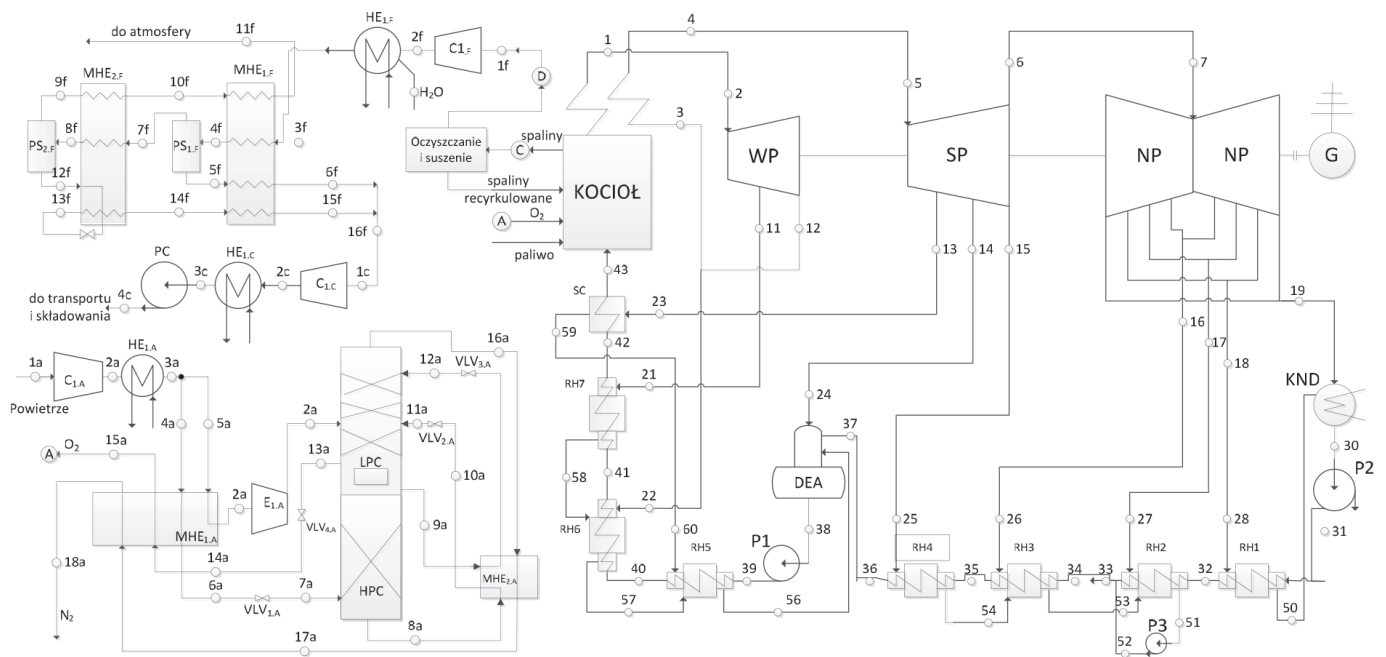 do atmosfery
11f
HE1.F
2f
C1.F
1f
D
H2O
MHE2.F
MHE1.F
9f
10f
8f
7f
4f
3f
PS2.F
PS1.F
12f
5f
6f
13f
14f
15f
16f
Oczyszczanie
i suszenie
spaliny
C
spaliny
recyrkulowane
A
O2
paliwo
KOCIOŁ
1
4
2
3
5
6
7
WP
SP
NP
NP
G
11
12
13
14
15
PC
3c
HE1.C
2c
C1.C
1c
do transportu
i składowania
4c
43
SC
23
59
42
RH7
21
41
58
22
RH6
60
RH5
40
39
57
56
P1
38
24
37
DEA
16
17
18
19
KND
30
P2
31
25
26
27
28
RH4
RH3
RH2
RH1
36
35
34
33
32
54
53
51
50
52
P3
1a
2a
HE1.A
3a
C1.A
Powietrze
4a
5a
A
O2
15a
2a
E1.A
MHE1.A
14a
18a
6a
VLV1.A
7a
N2
17a
2a
13a
VLV4.A
LPC
HPC
12a
VLV3.A
16a
11a
VLV2.A
10a
9a
MHE2.A
8a